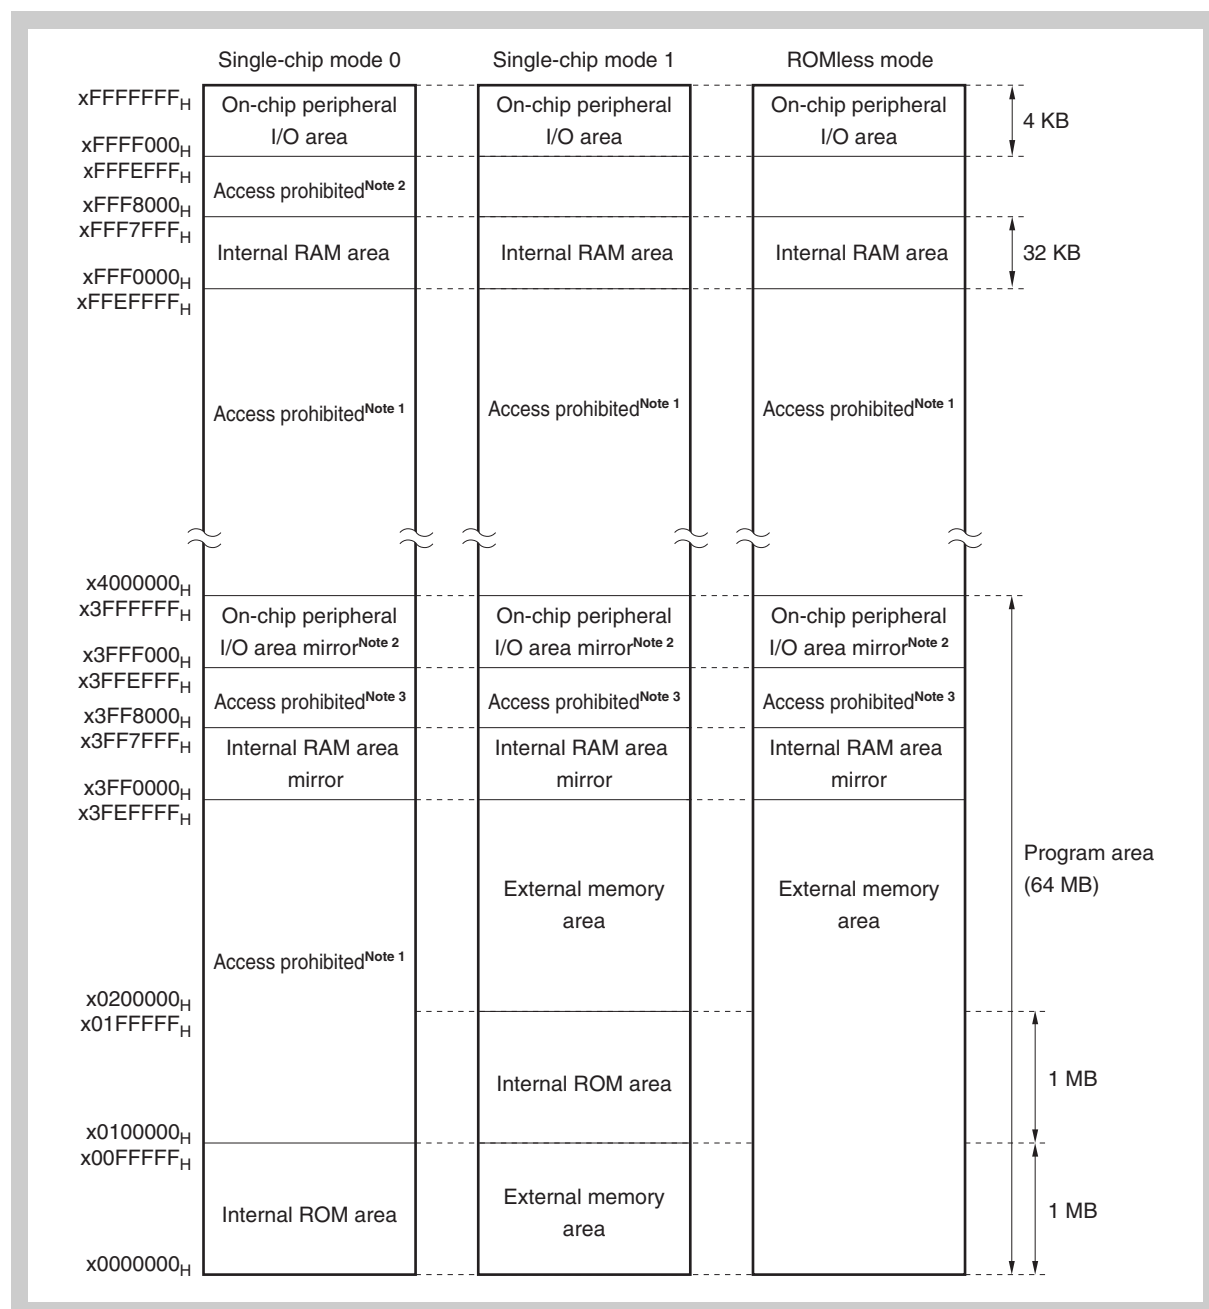 Single-chip mode 0 Single-chip mode 1 ROMless mode
xFFFFFFFH
On-chip peripheral On-chip peripheral On-chip peripheral
I/O area I/O area I/O area
4 KB
xFFFF000H
xFFFEFFFH
Access prohibitedNote 2
xFFF8000H
xFFF7FFFH
Internal RAM area Internal RAM area Internal RAM area
32 KB
xFFF0000H
xFFEFFFFH
Access prohibitedNote 1 Access prohibitedNote 1 Access prohibitedNote 1
x4000000H
x3FFFFFFH
On-chip peripheral On-chip peripheral On-chip peripheral
I/O area mirrorNote 2 I/O area mirrorNote 2 I/O area mirrorNote 2
x3FFF000H
x3FFEFFFH
Access prohibitedNote 3 Access prohibitedNote 3 Access prohibitedNote 3
x3FF8000H
x3FF7FFFH
Internal RAM area Internal RAM area Internal RAM area
mirror mirror mirror
x3FF0000H
x3FEFFFFH
Program area
(64 MB)
External memory External memory
area area
Access prohibitedNote 1
x0200000H
x01FFFFFH
Internal ROM area
1 MB
x0100000H
x00FFFFFH
External memory
area
Internal ROM area
1 MB
x0000000H